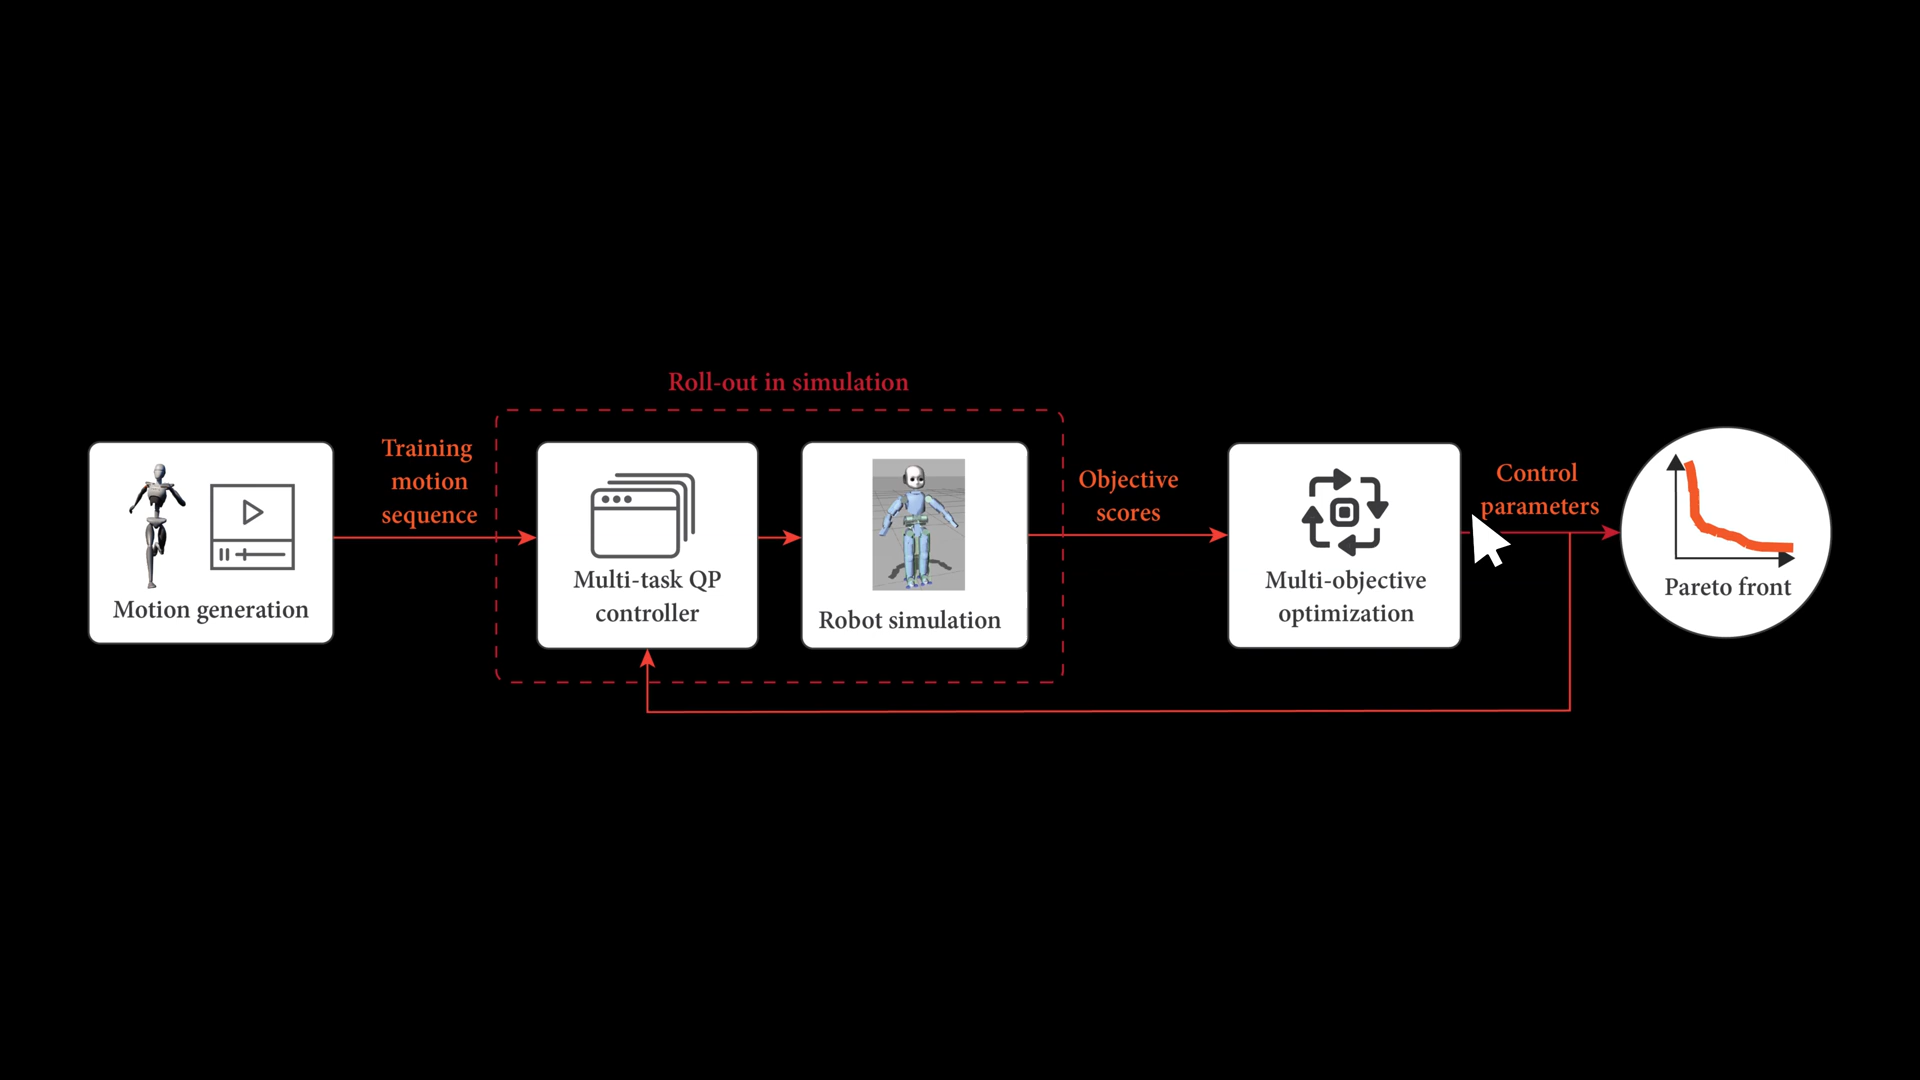 Roll-out in simulation
Training
motion
sequence
Motion generation
Multi-task QP
controller
Robot simulation
Objective
scores
Multi-objective
optimization
Control
parameters
Pareto front